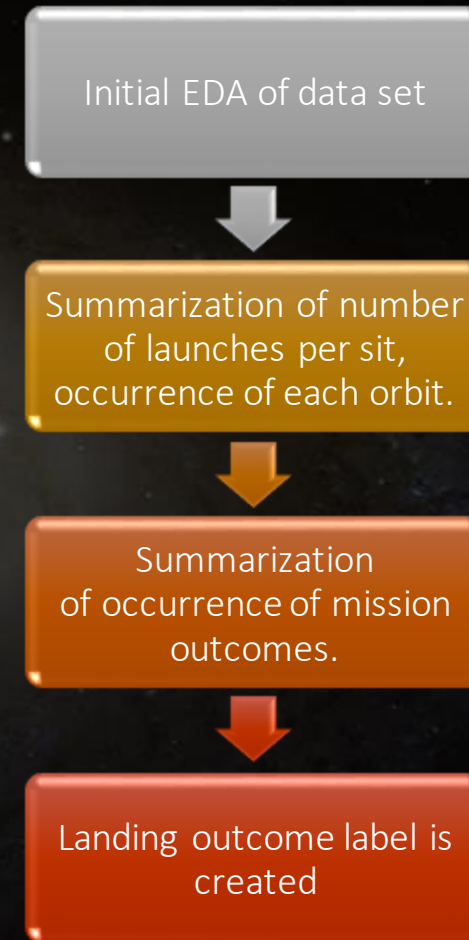 Initial EDA of data set
Summarization of number
of launches per sit,
occurrence of each orbit.
Summarization
of occurrence of mission
outcomes.
Landing outcome label is
created